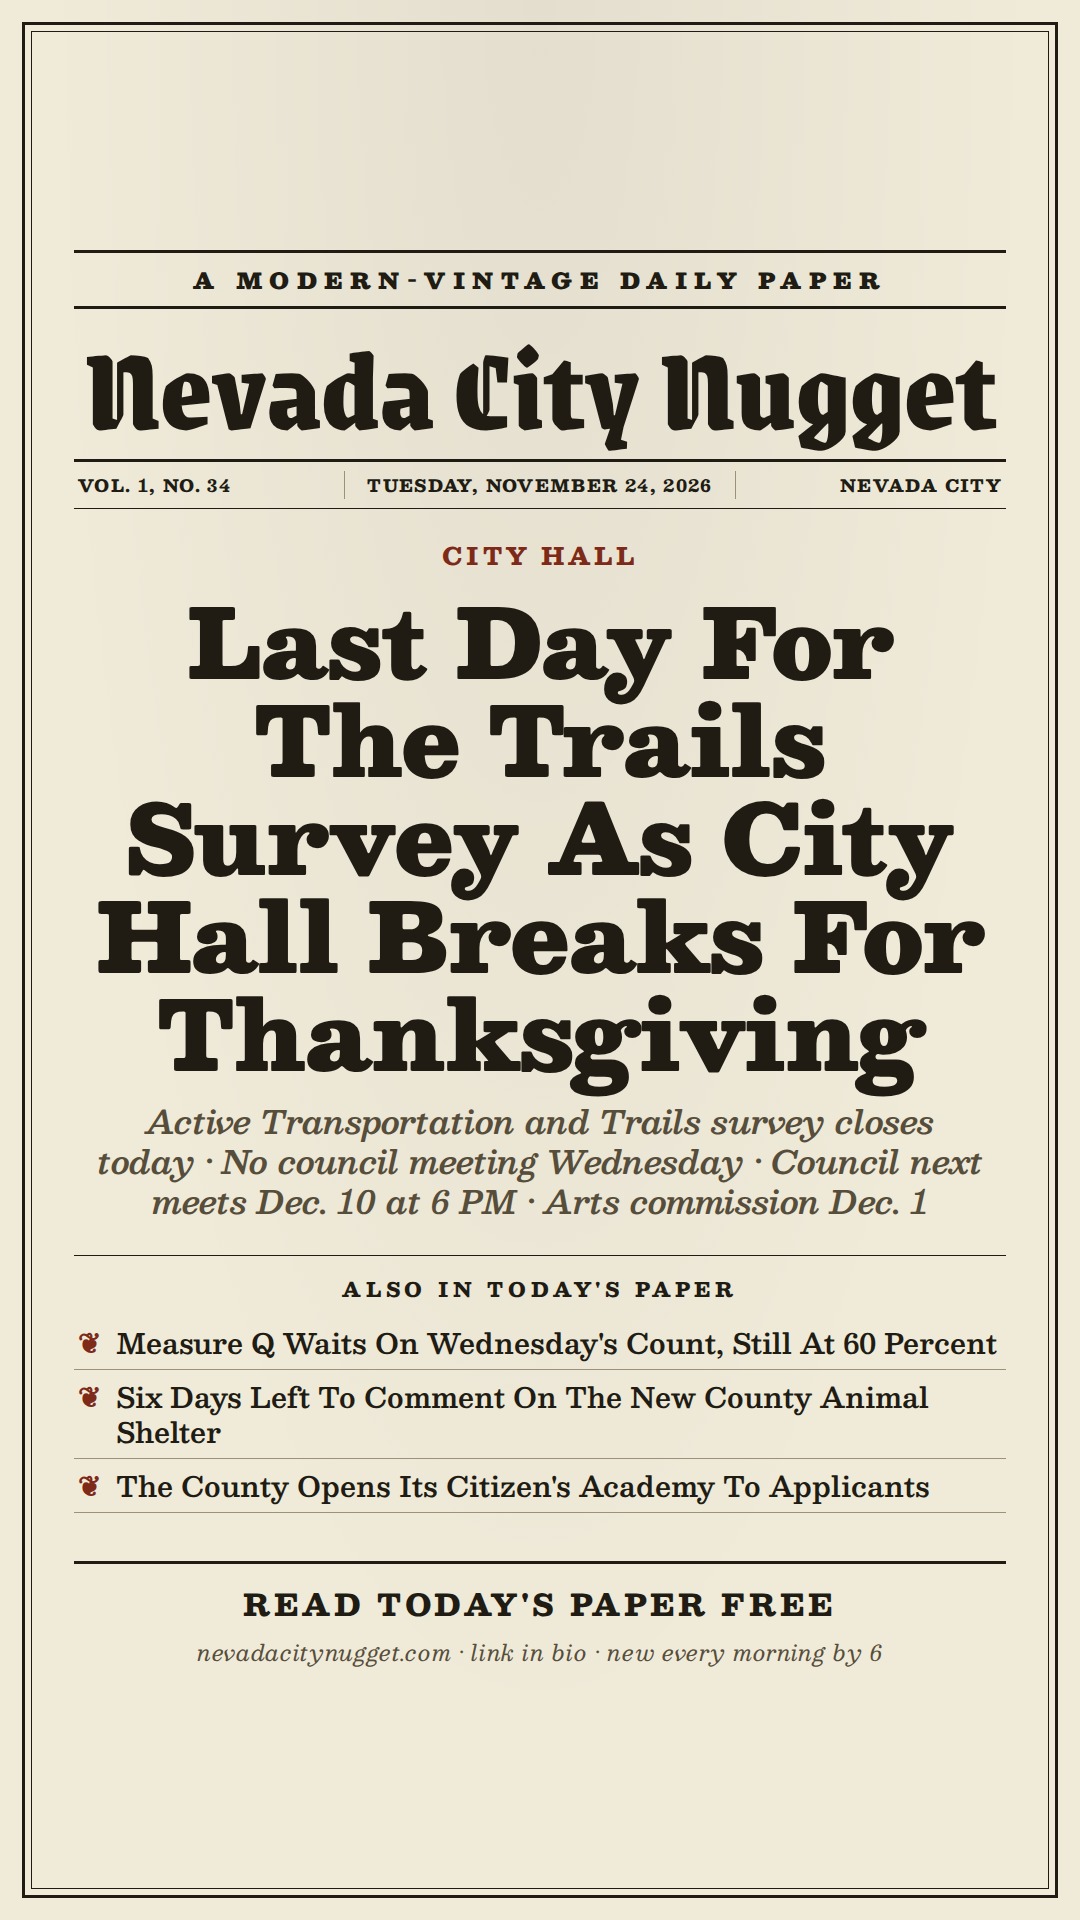 A MODERN-VINTAGE DAILY PAPER
Nevada City Nugget
VOL. 1, NO. 34
TUESDAY, NOVEMBER 24, 2026
NEVADA CITY
CITY HALL
Last Day For
The Trails
Survey As City
Hall Breaks For
Thanksgiving
Active Transportation and Trails survey closes
today · No council meeting Wednesday · Council next
meets Dec. 10 at 6 PM · Arts commission Dec. 1
ALSO IN TODAY'S PAPER
❦ Measure Q Waits On Wednesday's Count, Still At 60 Percent
❦ Six Days Left To Comment On The New County Animal
Shelter
❦ The County Opens Its Citizen's Academy To Applicants
READ TODAY'S PAPER FREE
nevadacitynugget.com · link in bio · new every morning by 6